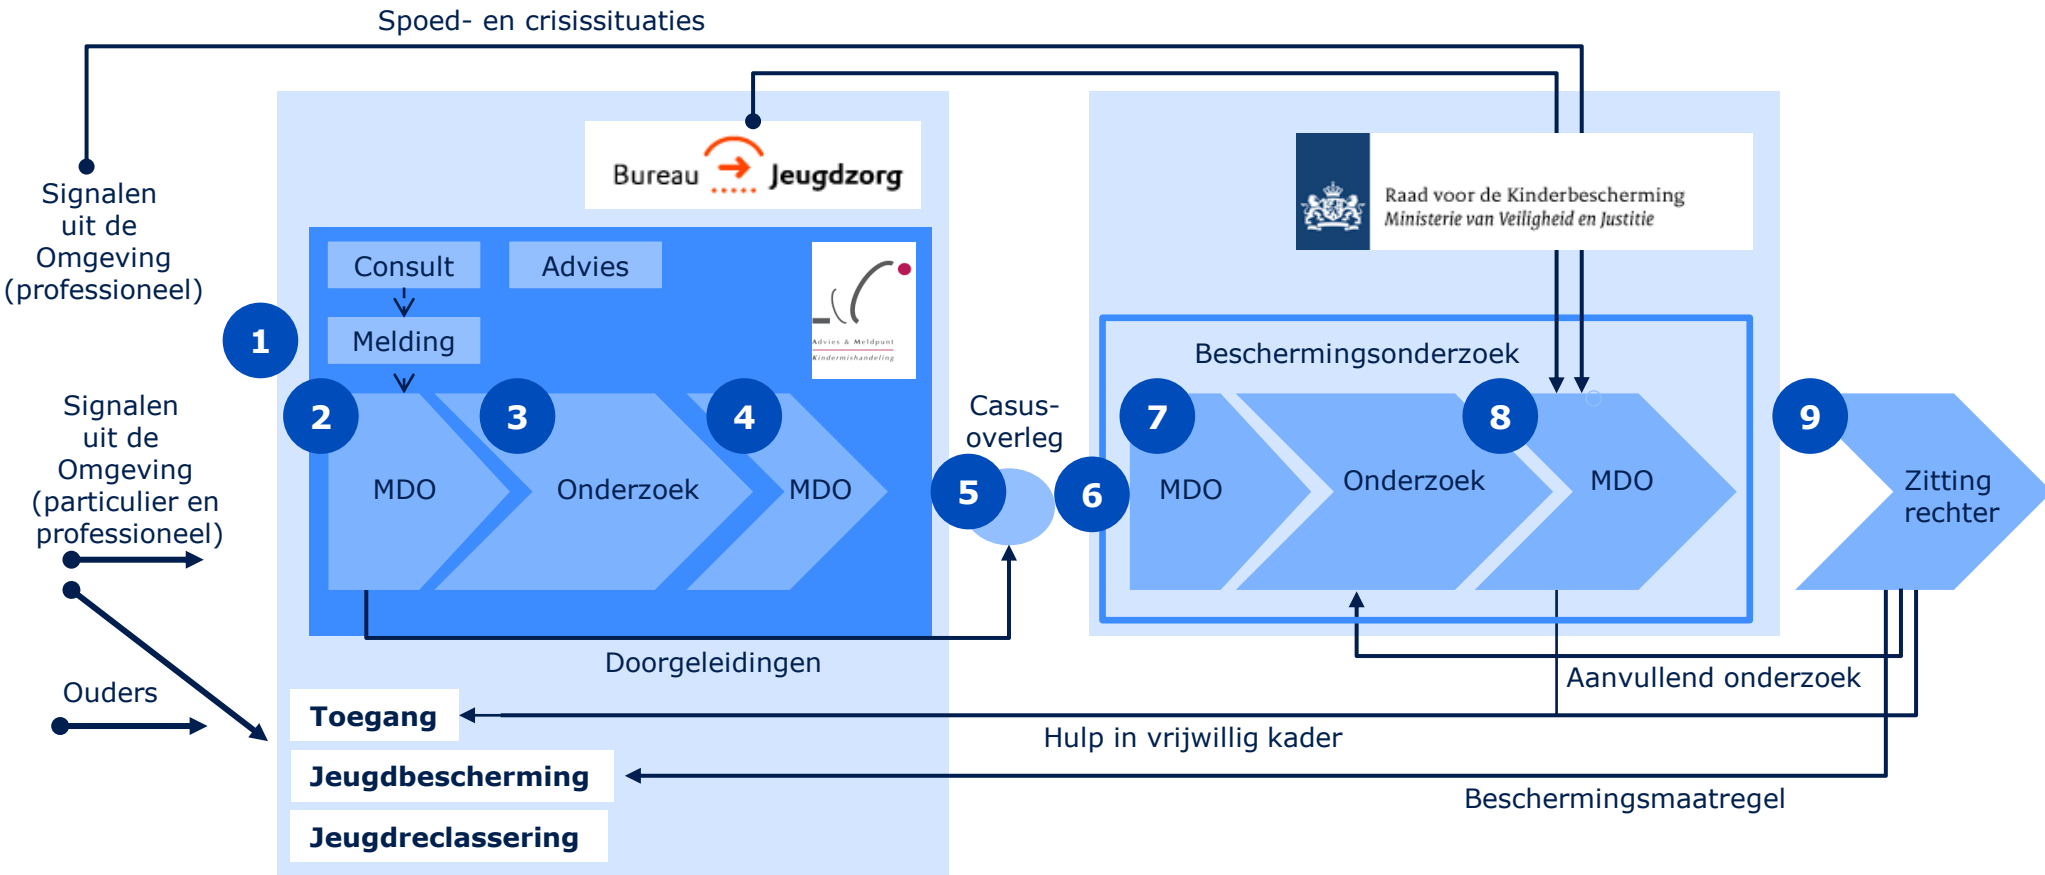 Spoed- en crisissituaties
Signalen
uit de
Omgeving
(professioneel)
Bureau Jeugdzorg
Raad voor de Kinderbescherming
Ministerie van Veiligheid en Justitie
Consult
Advies
Melding
Advies & Meldpunt
Kindermishandeling
1
Beschermingsonderzoek
Signalen
uit de
Omgeving
(particulier en
professioneel)
2
3
4
Casus-
overleg
7
8
9
MDO
Onderzoek
MDO
5
6
MDO
Onderzoek
MDO
Zitting
rechter
Doorgeleidingen
Aanvullend onderzoek
Ouders
Toegang
Hulp in vrijwillig kader
Jeugdbescherming
Beschermingsmaatregel
Jeugdreclassering